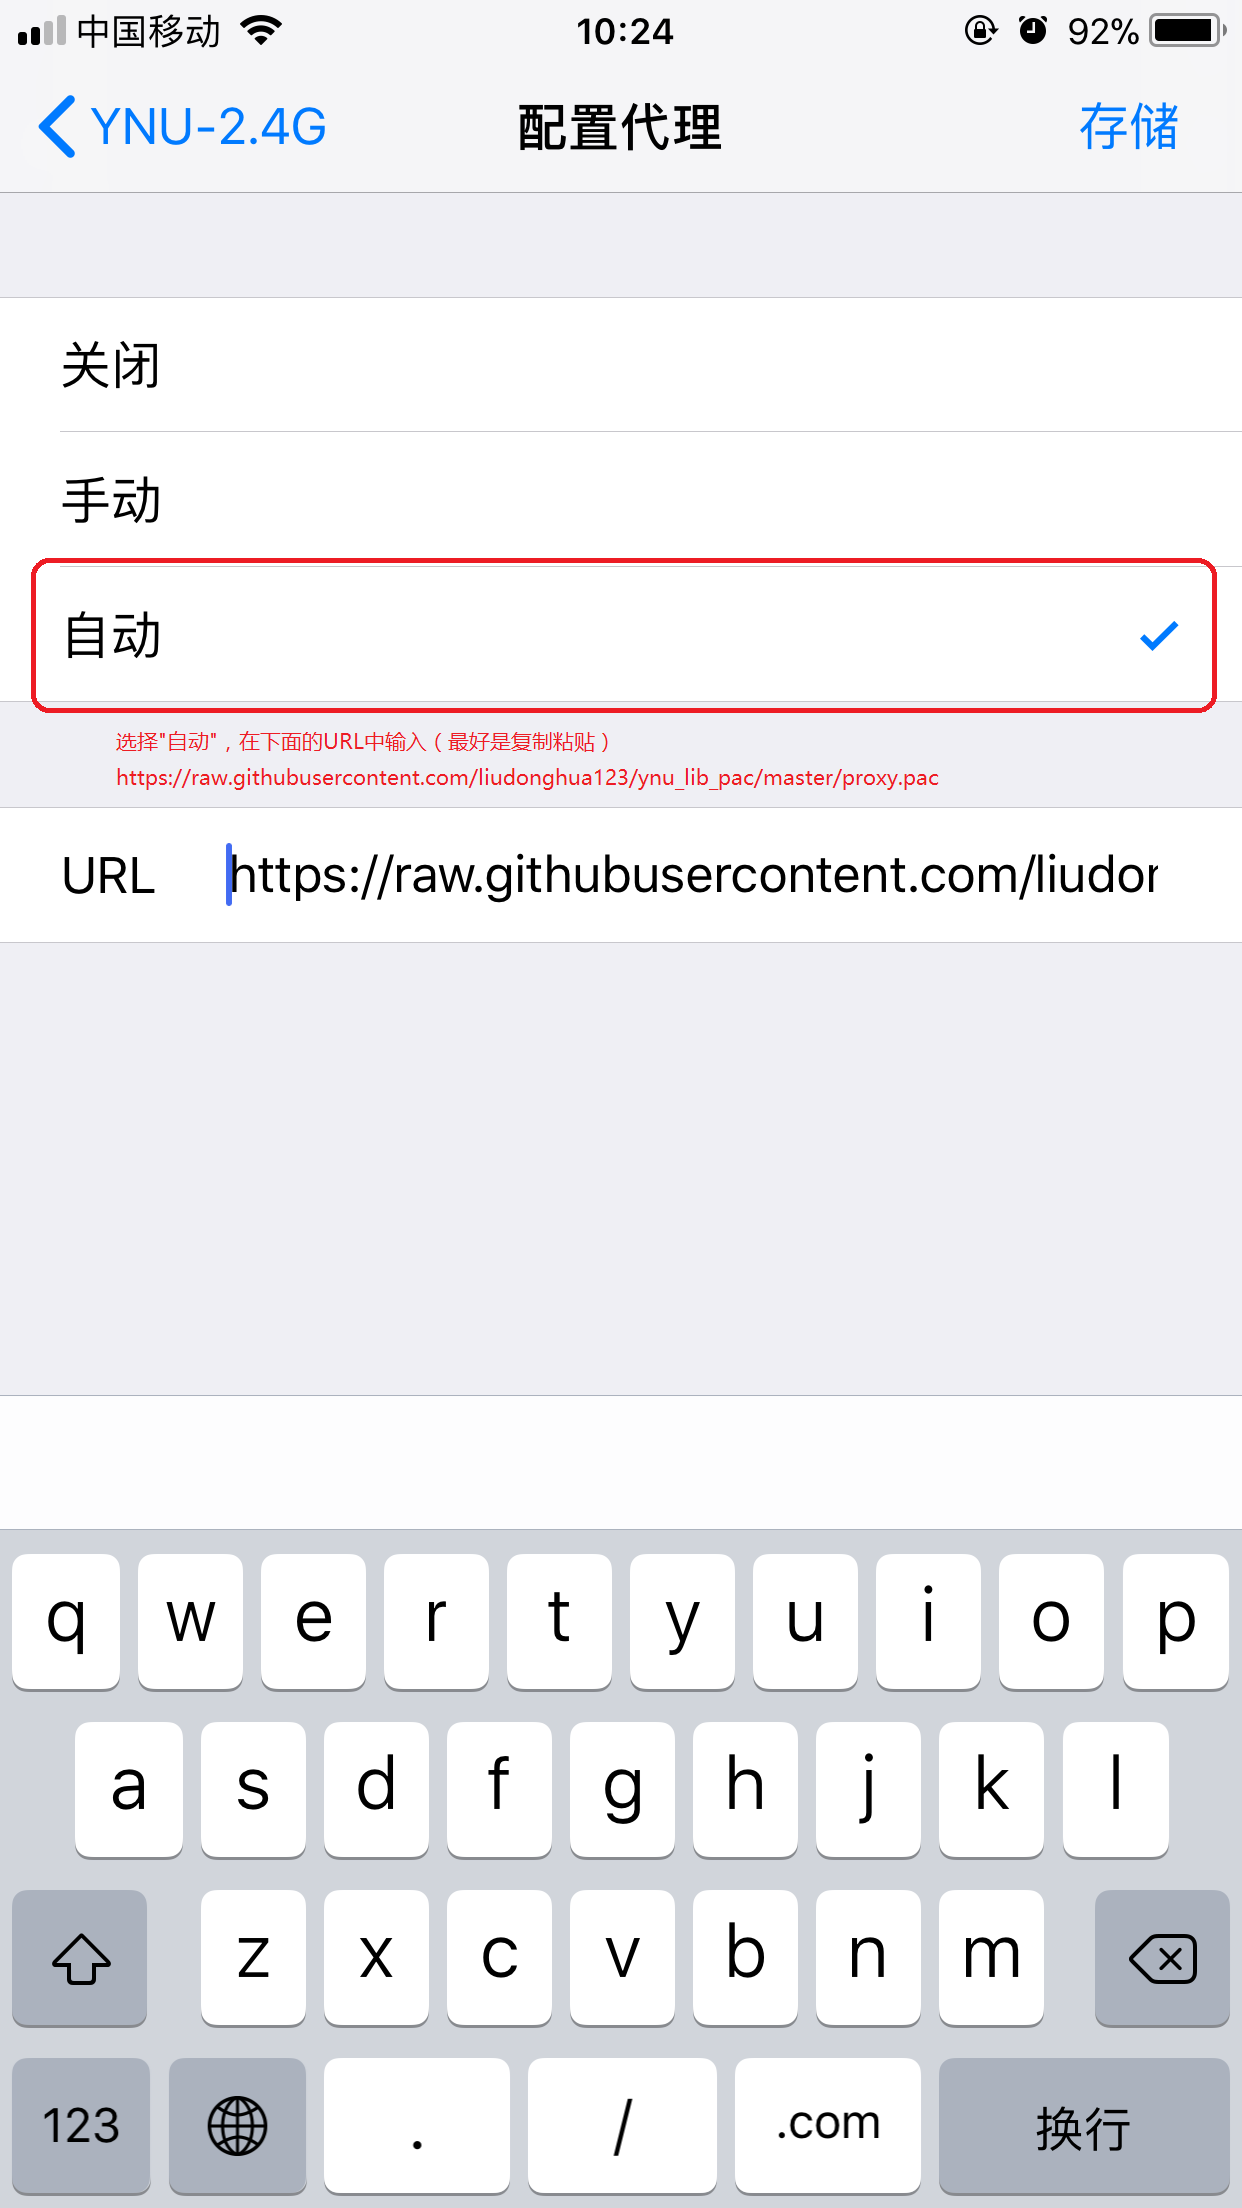 中国移动 10:24 92%
YNU-2.4G 配置代理 存储
关闭
手动
自动
选择"自动"，在下面的URL中输入（最好是复制粘贴）
https://raw.githubusercontent.com/liudonghua123/ynu_lib_pac/master/proxy.pac
URL https://raw.githubusercontent.com/liudor
q w e r t y u i o p
a s d f g h j k l
z x c v b n m
123 . / .com 换行